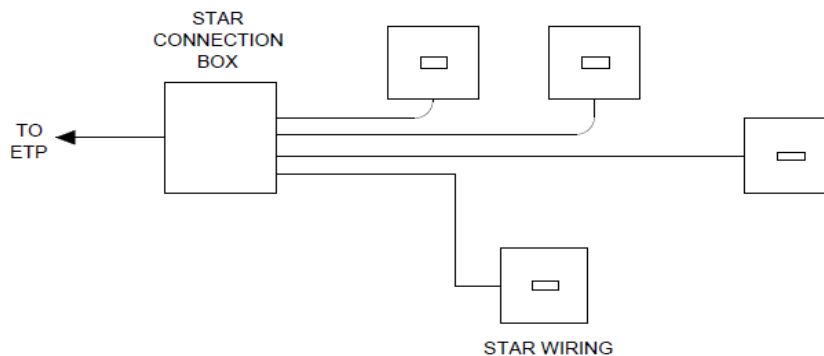 STAR
CONNECTION
BOX
TO
ETP
STAR WIRING